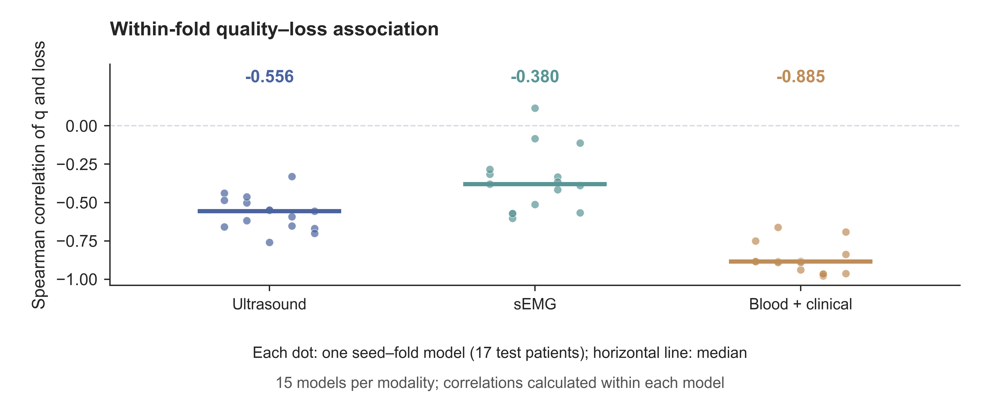 Within-fold quality–loss association
Spearman correlation of q and loss
-0.556
-0.380
-0.885
0.00
−0.25
−0.50
−0.75
−1.00
Ultrasound
sEMG
Blood + clinical
Each dot: one seed–fold model (17 test patients); horizontal line: median
15 models per modality; correlations calculated within each model